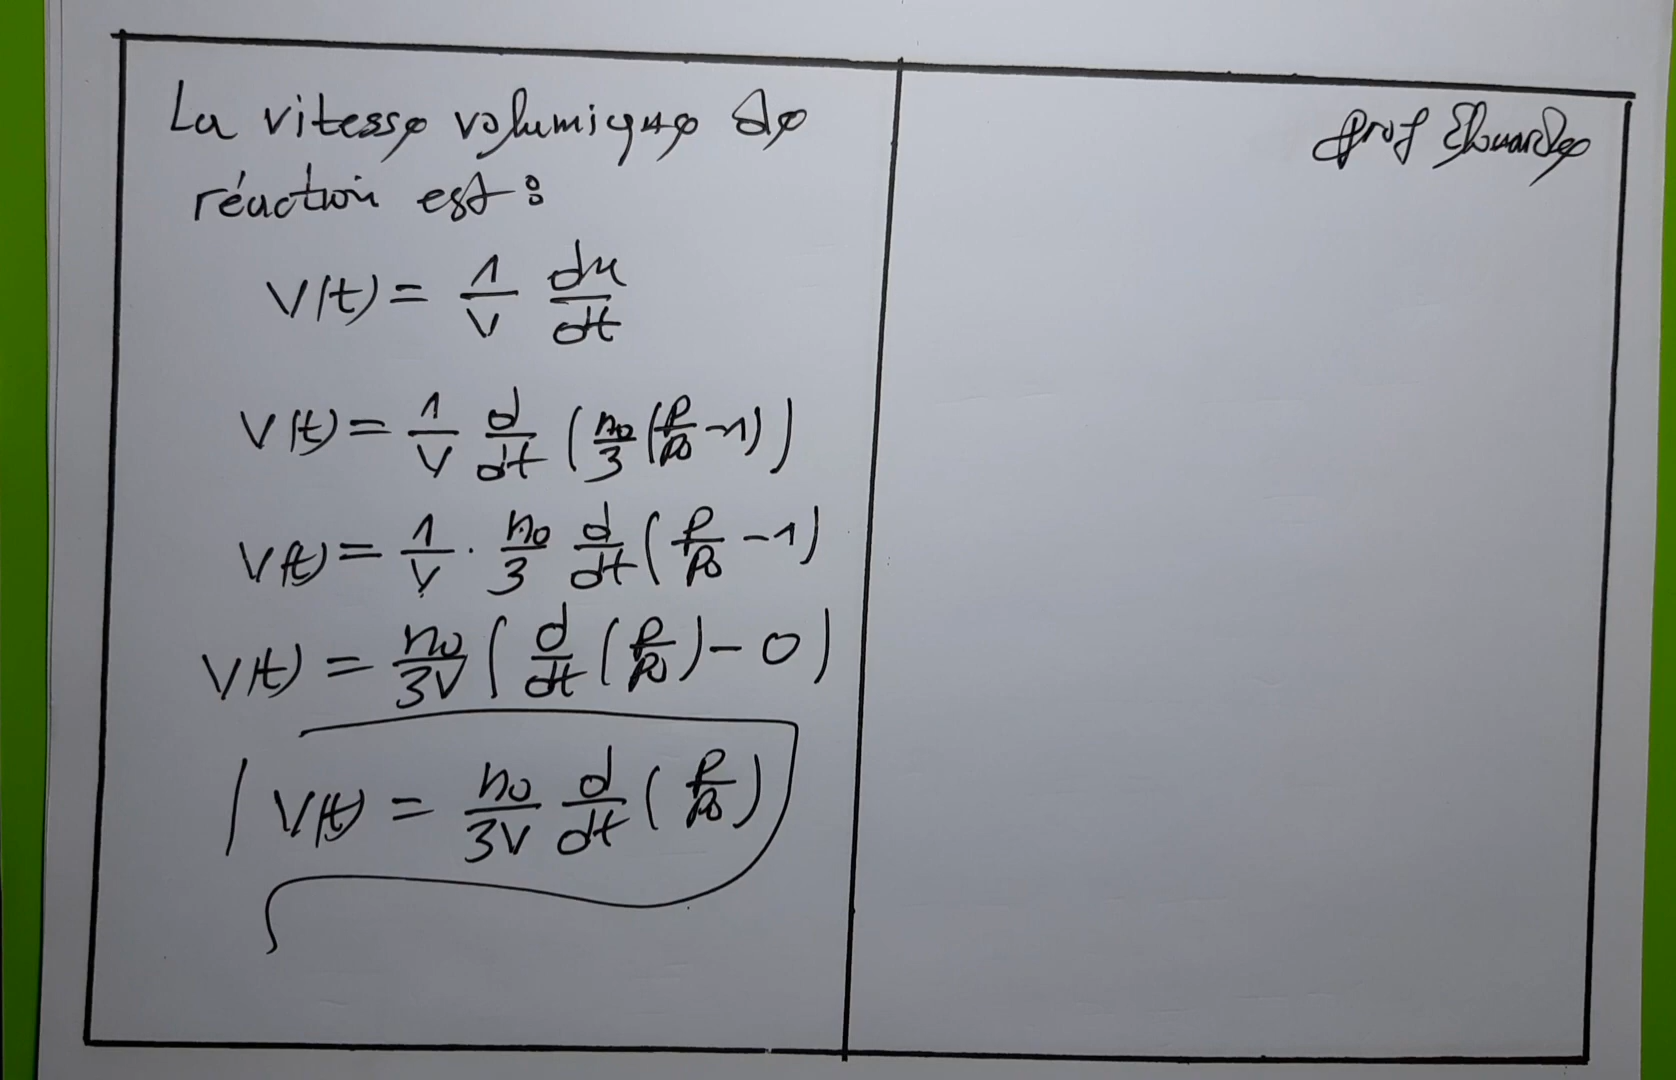 La vitesse volumique de
réaction est :
V(t) = 1/V dx/dt
V(t) = 1/V d/dt (n0/3 (P/P0 - 1))
V(t) = 1/V . n0/3 d/dt (P/P0 - 1)
V(t) = n0/3V ( d/dt (P/P0) - 0 )
V(t) = n0/3V d/dt ( P/P0 )
Prof